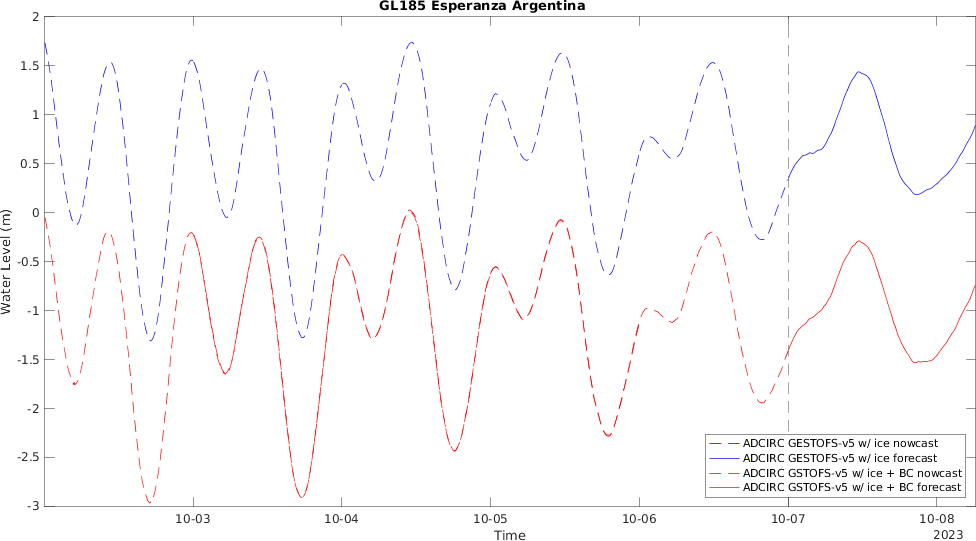 GL185 Esperanza Argentina
2
1.5
1
0.5
0
-0.5
-1
-1.5
-2
-2.5
-3
Water Level (m)
ADCIRC GESTOFS-v5 w/ ice nowcast
ADCIRC GESTOFS-v5 w/ ice forecast
ADCIRC GSTOFS-v5 w/ ice + BC nowcast
ADCIRC GSTOFS-v5 w/ ice + BC forecast
10-03 10-04 10-05 10-06 10-07 10-08
Time
2023